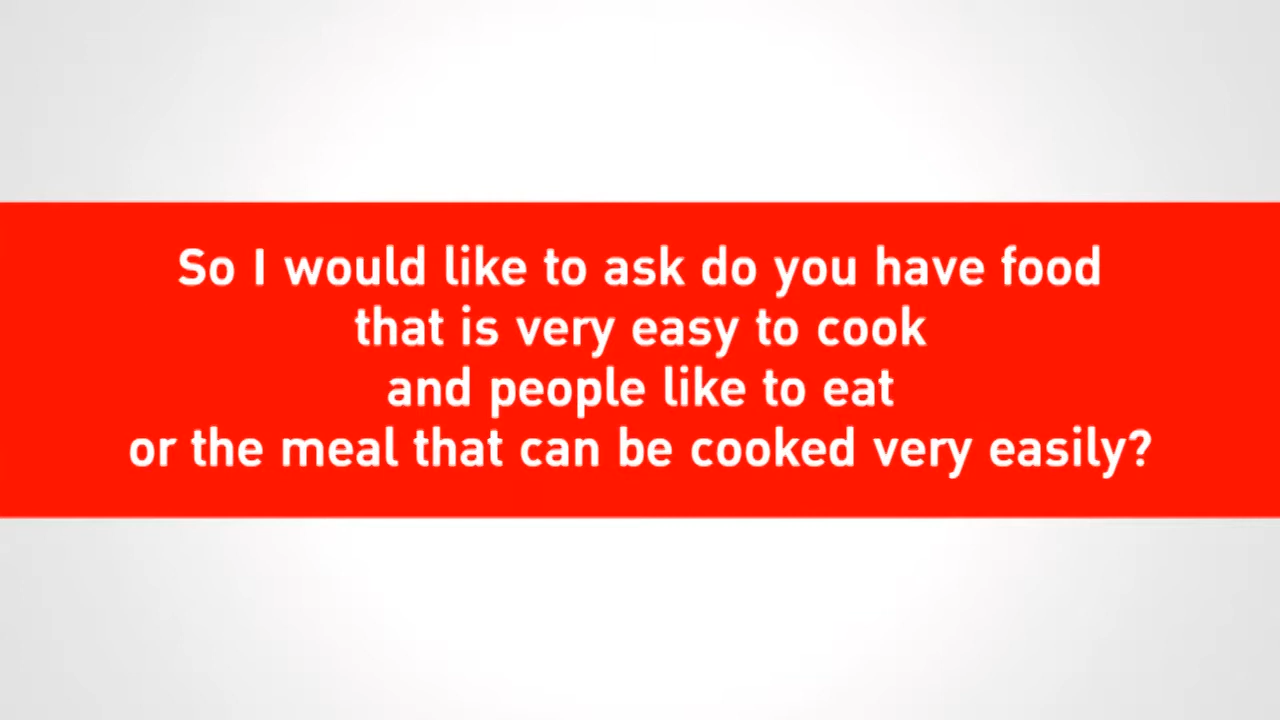 So I would like to ask do you have food
that is very easy to cook
and people like to eat
or the meal that can be cooked very easily?